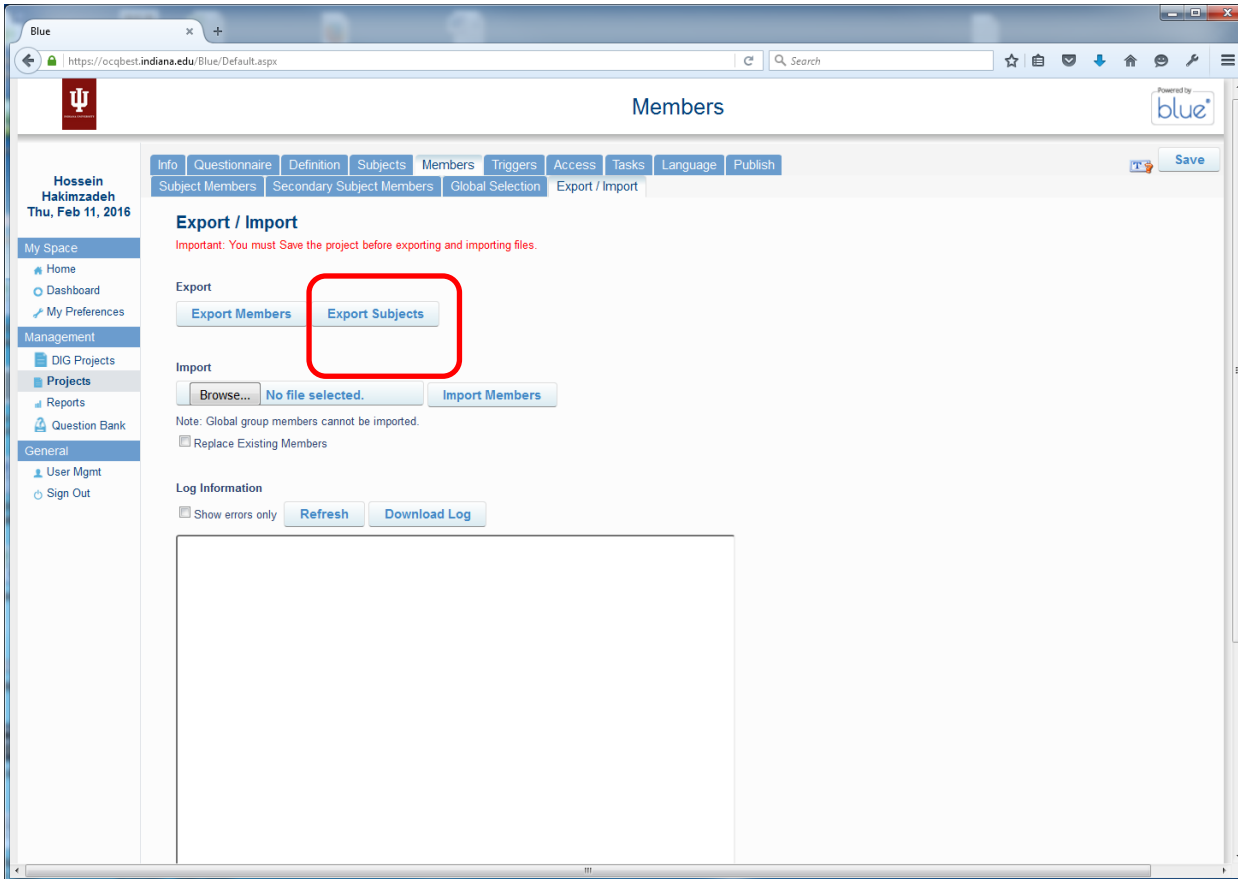 Blue
https://ocqbest.indiana.edu/Blue/Default.aspx
Search
Members
Powered by
blue
Info Questionnaire Definition Subjects Members Triggers Access Tasks Language Publish
Save
Subject Members Secondary Subject Members Global Selection Export / Import
Hossein
Hakimzadeh
Thu, Feb 11, 2016
My Space
Home
Dashboard
My Preferences
Management
DIG Projects
Projects
Reports
Question Bank
General
User Mgmt
Sign Out
Export / Import
Important: You must Save the project before exporting and importing files.
Export
Export Members Export Subjects
Import
Browse... No file selected. Import Members
Note: Global group members cannot be imported.
Replace Existing Members
Log Information
Show errors only Refresh Download Log